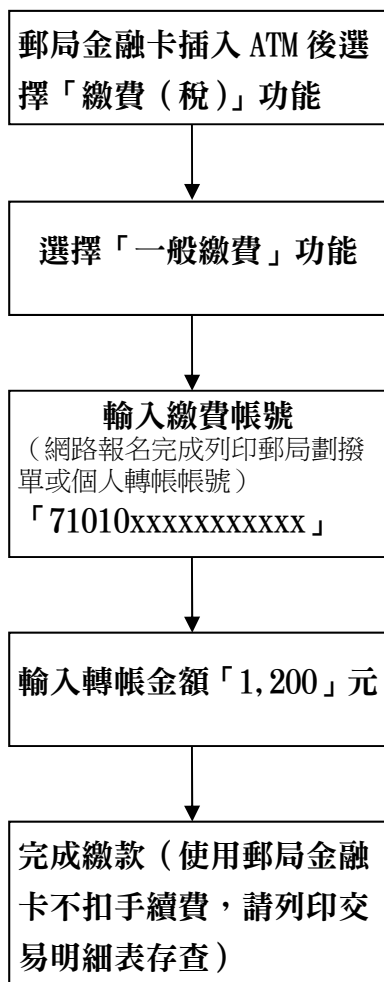 郵局金融卡插入 ATM 後選
擇「繳費（稅）」功能
選擇「一般繳費」功能
輸入繳費帳號
（網路報名完成列印郵局劃撥
單或個人轉帳帳號）
「71010xxxxxxxxxxx」
輸入轉帳金額「1,200」元
完成繳款（使用郵局金融
卡不扣手續費，請列印交
易明細表存查）